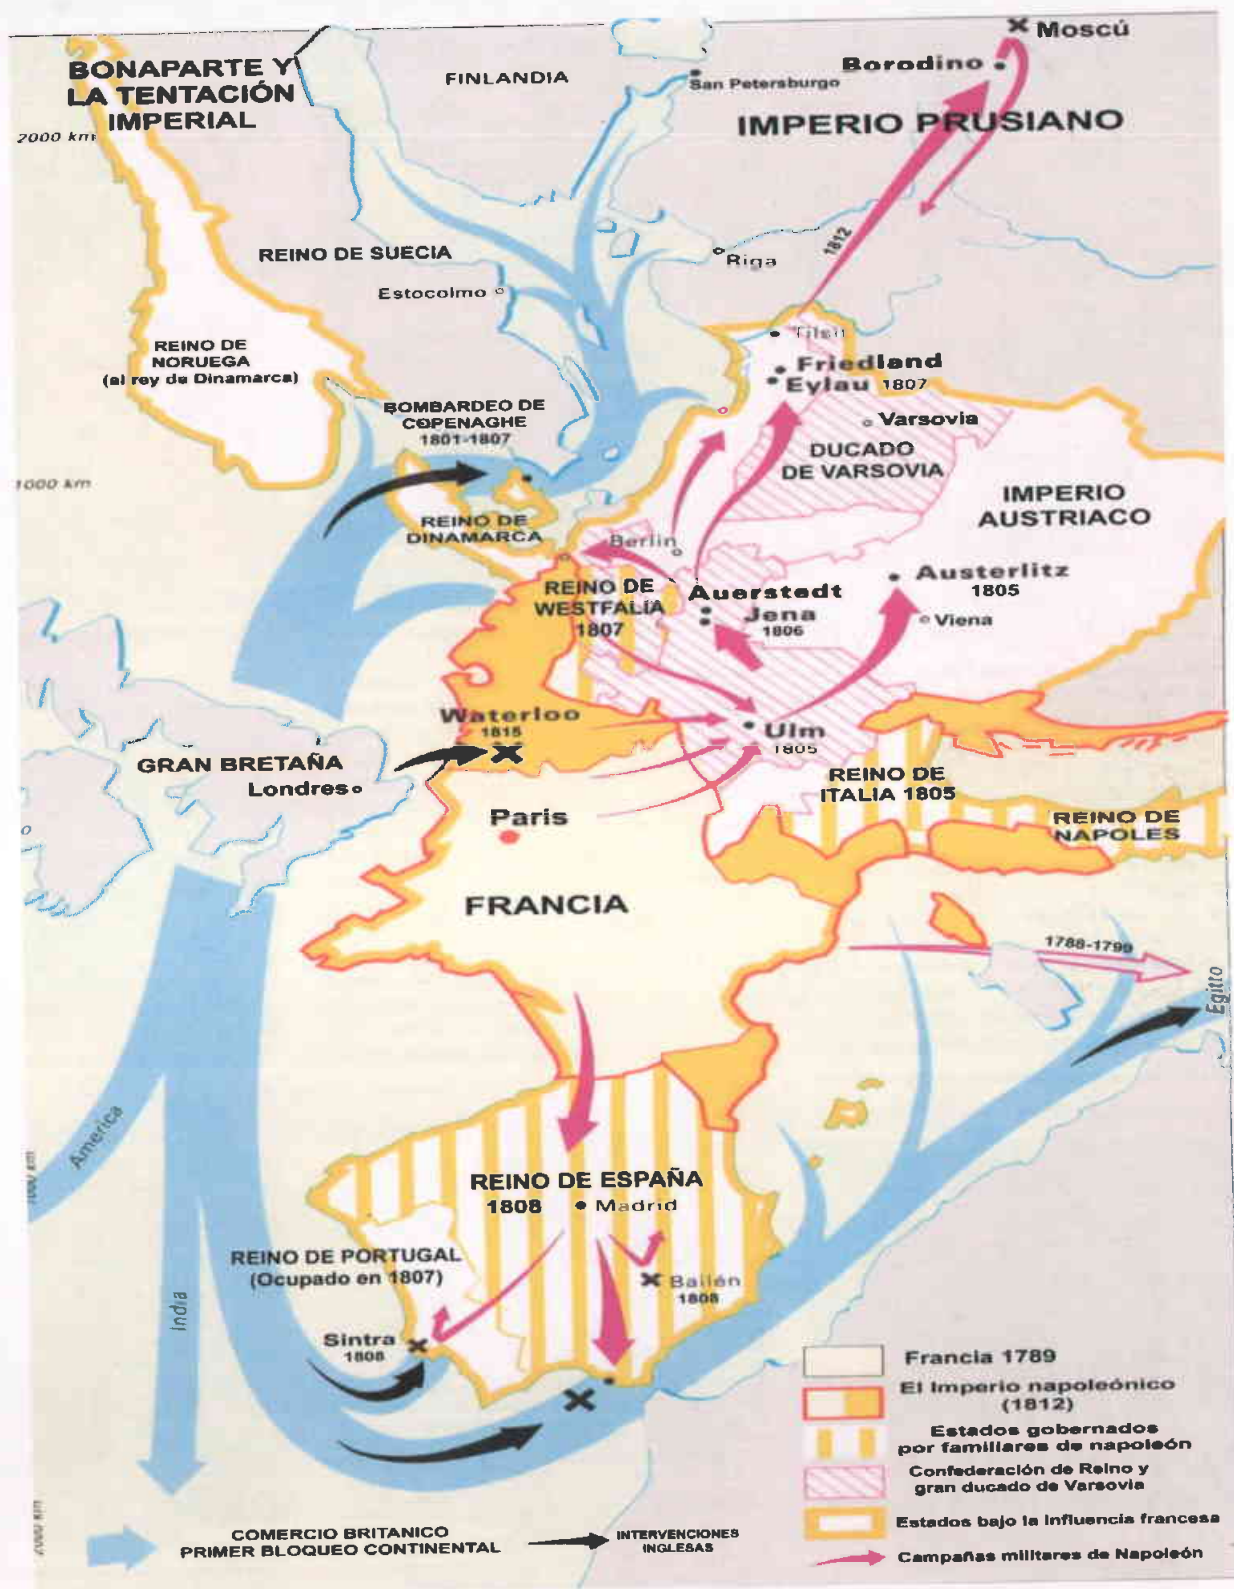 BONAPARTE Y
LA TENTACIÓN
IMPERIAL
2000 km
FINLANDIA
Moscú
Borodino
San Petersburgo
IMPERIO PRUSIANO
1812
REINO DE SUECIA
Estocolmo
Riga
REINO DE
NORUEGA
(al rey de Dinamarca)
Tilsit
Friedland
Eylau 1807
BOMBARDEO DE
COPENAGHE
1801-1807
Varsovia
DUCADO
DE VARSOVIA
1000 km
IMPERIO
AUSTRIACO
REINO DE
DINAMARCA
Berlin
REINO DE
WESTFALIA
1807
Auerstedt
Jena
1806
Austerlitz
1805
Viena
Waterloo
1815
Ulm
1805
GRAN BRETAÑA
Londres
REINO DE
ITALIA 1805
REINO DE
NAPOLES
Paris
FRANCIA
1788-1799
Egitto
America
1000 km
India
REINO DE ESPAÑA
1808
Madrid
REINO DE PORTUGAL
(Ocupado en 1807)
Bailén
1808
Sintra
1808
Francia 1789
El Imperio napoleónico
(1812)
Estados gobernados
por familiares de napoleón
Confederación de Reino y
gran ducado de Varsovia
Estados bajo la influencia francesa
Campañas militares de Napoleón
2000 km
COMERCIO BRITANICO
PRIMER BLOQUEO CONTINENTAL
INTERVENCIONES
INGLESAS